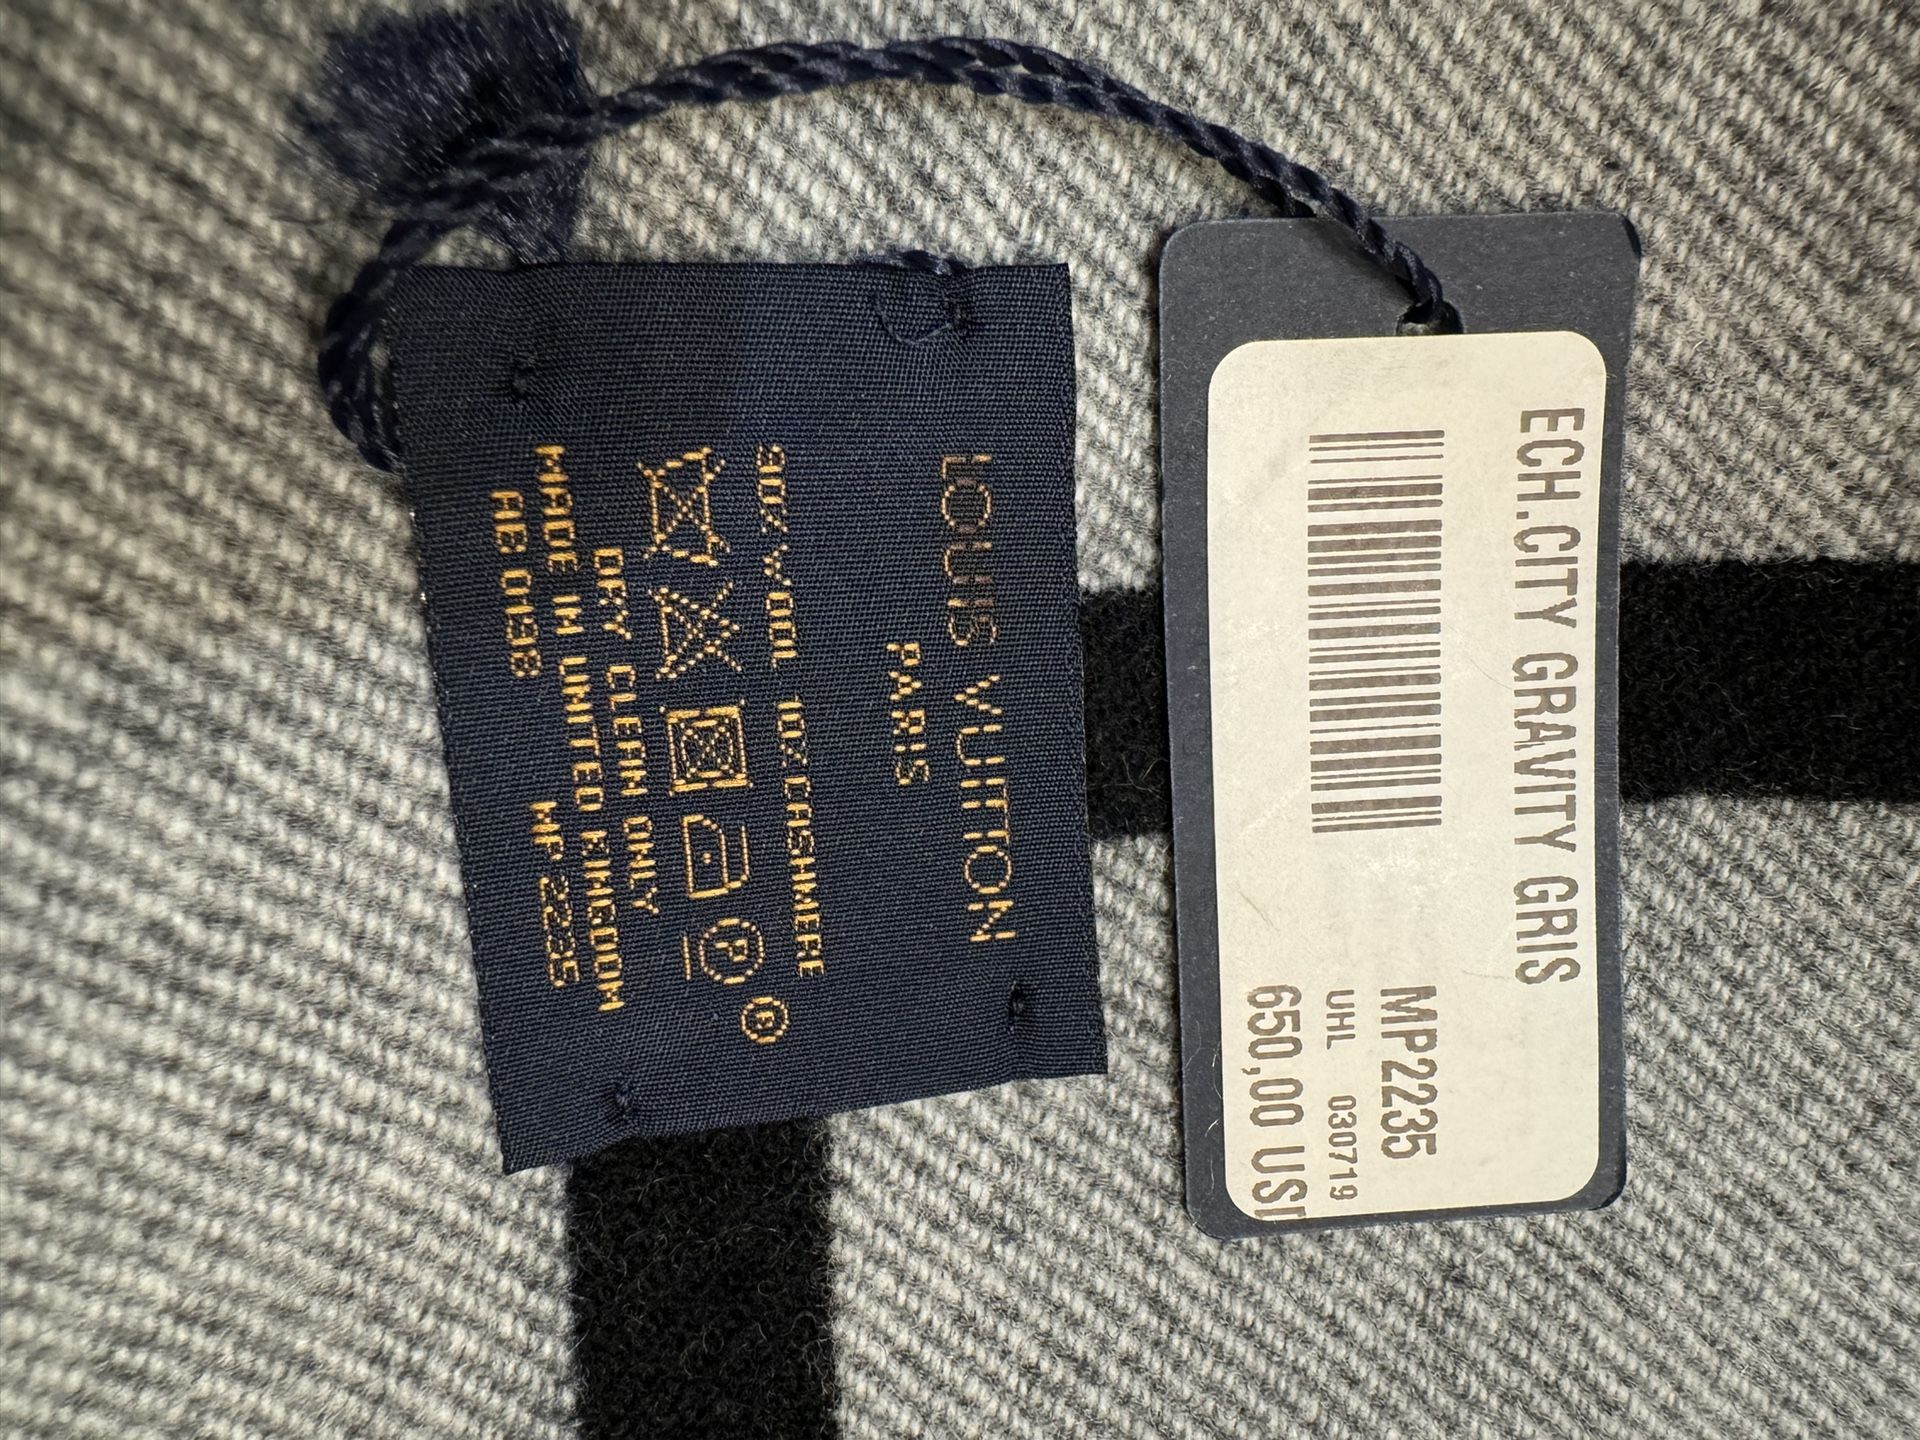 LOUIS VUITTON
PARIS
90% WOOL 10% CASHMERE
P
DRY CLEAN ONLY
MADE IN UNITED KINGDOM
AB 0198 MP 2235
ECH.CITY GRAVITY GRIS
MP2235
UHL 030719
650,00 USD